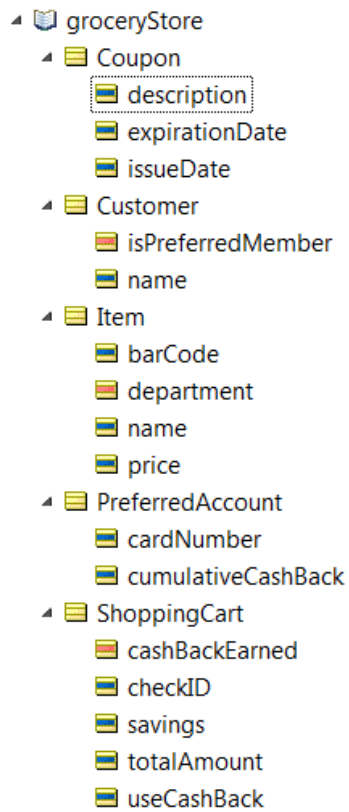 groceryStore
Coupon
description
expirationDate
issueDate
Customer
isPreferredMember
name
Item
barCode
department
name
price
PreferredAccount
cardNumber
cumulativeCashBack
ShoppingCart
cashBackEarned
checkID
savings
totalAmount
useCashBack